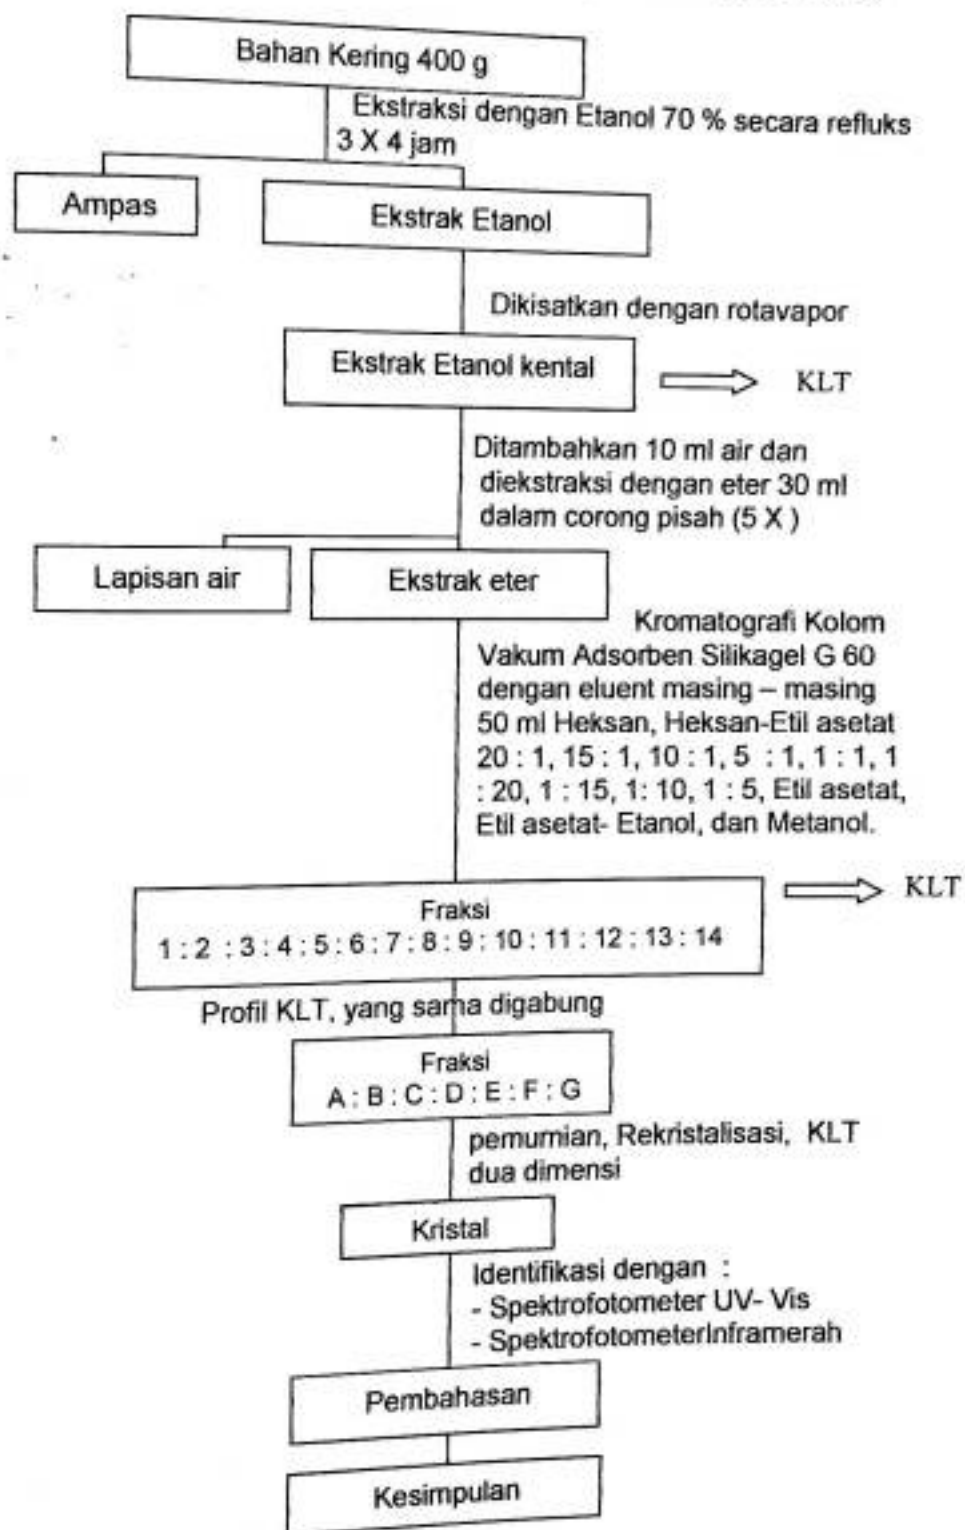 Bahan Kering 400 g
Ekstraksi dengan Etanol 70 % secara refluks
3 X 4 jam
Ampas
Ekstrak Etanol
Dikisatkan dengan rotavapor
Ekstrak Etanol kental
KLT
Ditambahkan 10 ml air dan
diekstraksi dengan eter 30 ml
dalam corong pisah (5 X )
Lapisan air
Ekstrak eter
Kromatografi Kolom
Vakum Adsorben Silikagel G 60
dengan eluent masing – masing
50 ml Heksan, Heksan-Etil asetat
20 : 1, 15 : 1, 10 : 1, 5 : 1, 1 : 1, 1
: 20, 1 : 15, 1: 10, 1 : 5, Etil asetat,
Etil asetat- Etanol, dan Metanol.
KLT
Fraksi
1 : 2 : 3 : 4 : 5 : 6 : 7 : 8 : 9 : 10 : 11 : 12 : 13 : 14
Profil KLT, yang sama digabung
Fraksi
A : B : C : D : E : F : G
pemurnian, Rekristalisasi, KLT
dua dimensi
Kristal
Identifikasi dengan :
- Spektrofotometer UV- Vis
- SpektrofotometerInframerah
Pembahasan
Kesimpulan